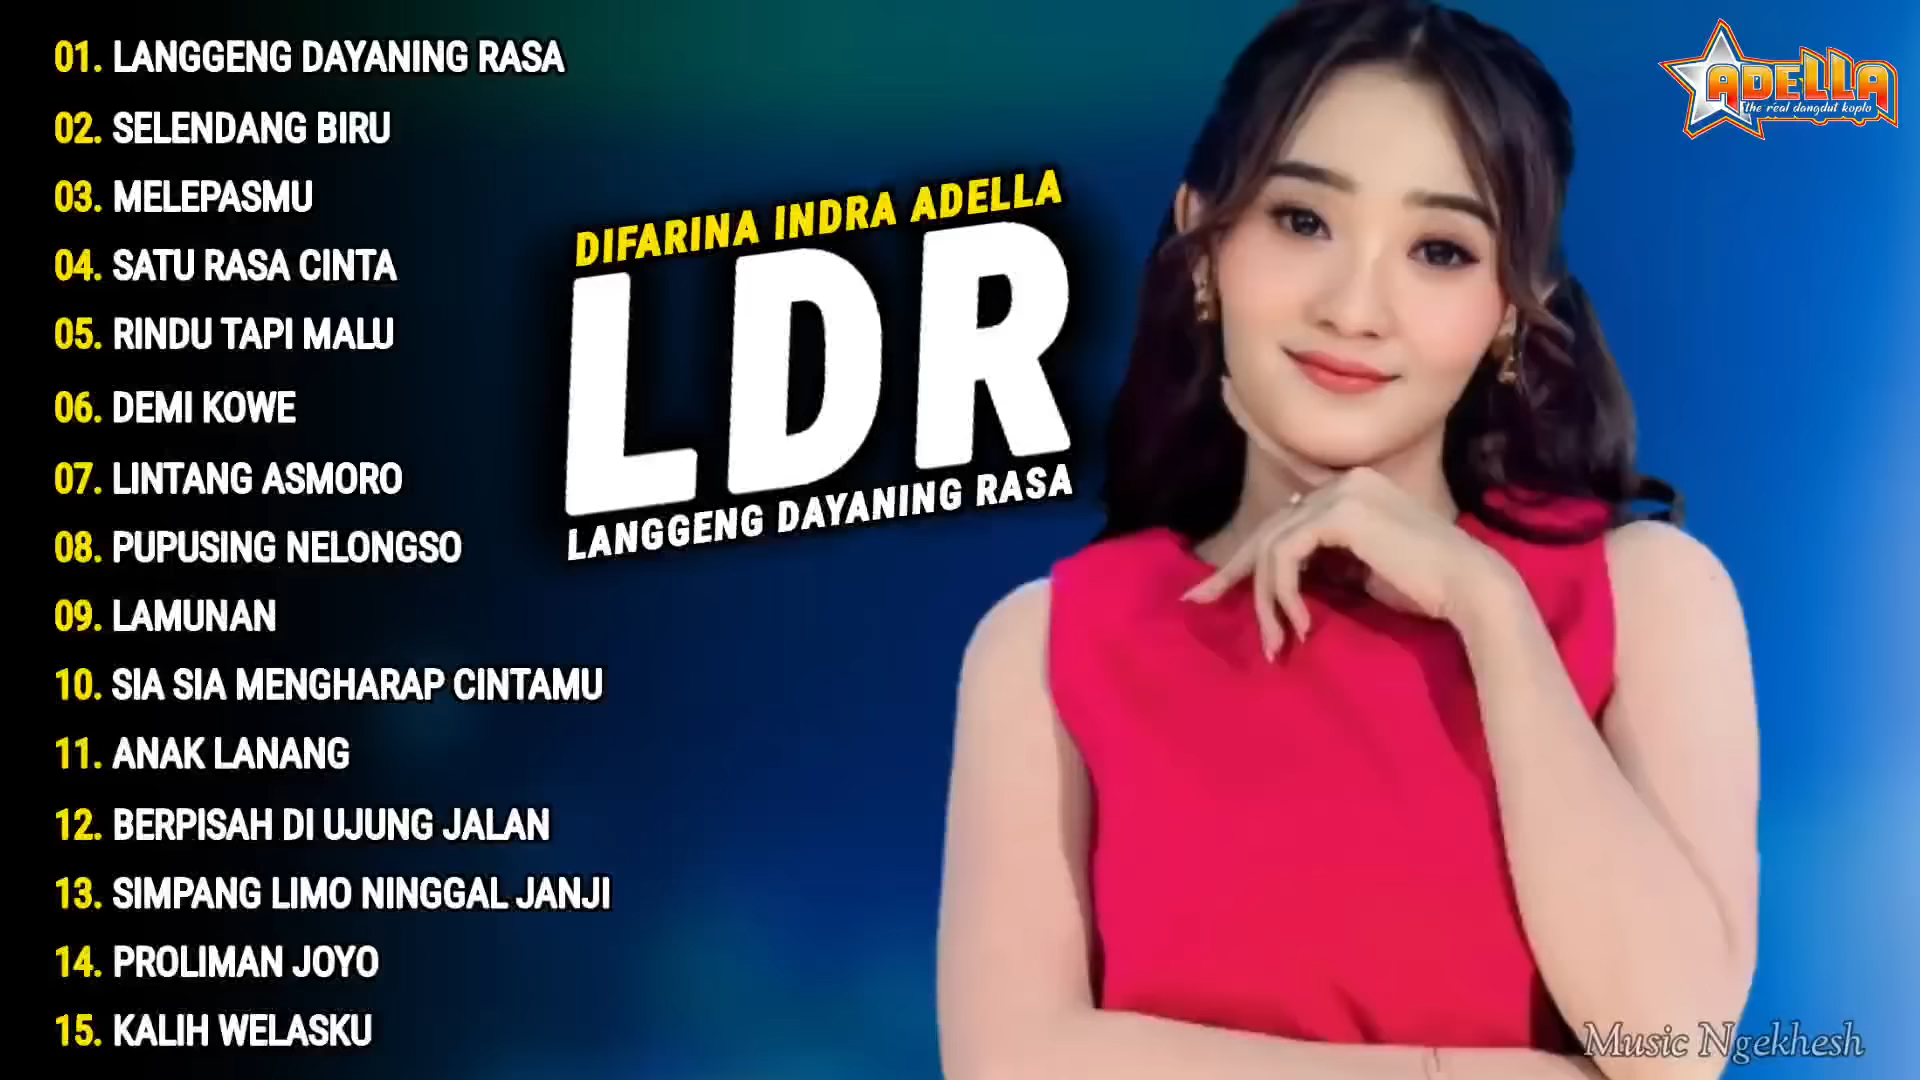 01. LANGGENG DAYANING RASA
02. SELENDANG BIRU
03. MELEPASMU
04. SATU RASA CINTA
05. RINDU TAPI MALU
06. DEMI KOWE
07. LINTANG ASMORO
08. PUPUSING NELONGSO
09. LAMUNAN
10. SIA SIA MENGHARAP CINTAMU
11. ANAK LANANG
12. BERPISAH DI UJUNG JALAN
13. SIMPANG LIMO NINGGAL JANJI
14. PROLIMAN JOYO
15. KALIH WELASKU
DIFARINA INDRA ADELLA
LDR
LANGGENG DAYANING RASA
ADELLA
the real dangdut koplo
Music Ngekhesh